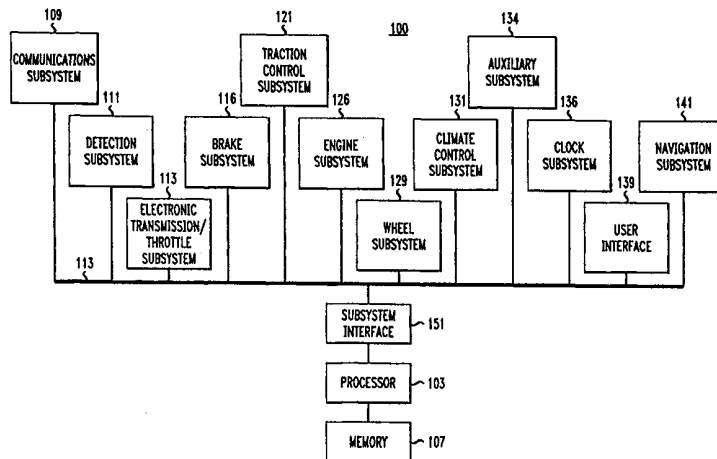 109
COMMUNICATIONS
SUBSYSTEM
121
TRACTION
CONTROL
SUBSYSTEM
100
134
AUXILIARY
SUBSYSTEM
111
DETECTION
SUBSYSTEM
116
BRAKE
SUBSYSTEM
126
ENGINE
SUBSYSTEM
131
CLIMATE
CONTROL
SUBSYSTEM
136
CLOCK
SUBSYSTEM
141
NAVIGATION
SUBSYSTEM
113
ELECTRONIC
TRANSMISSION/
THROTTLE
SUBSYSTEM
129
WHEEL
SUBSYSTEM
139
USER
INTERFACE
113
SUBSYSTEM
INTERFACE
151
PROCESSOR
103
MEMORY
107